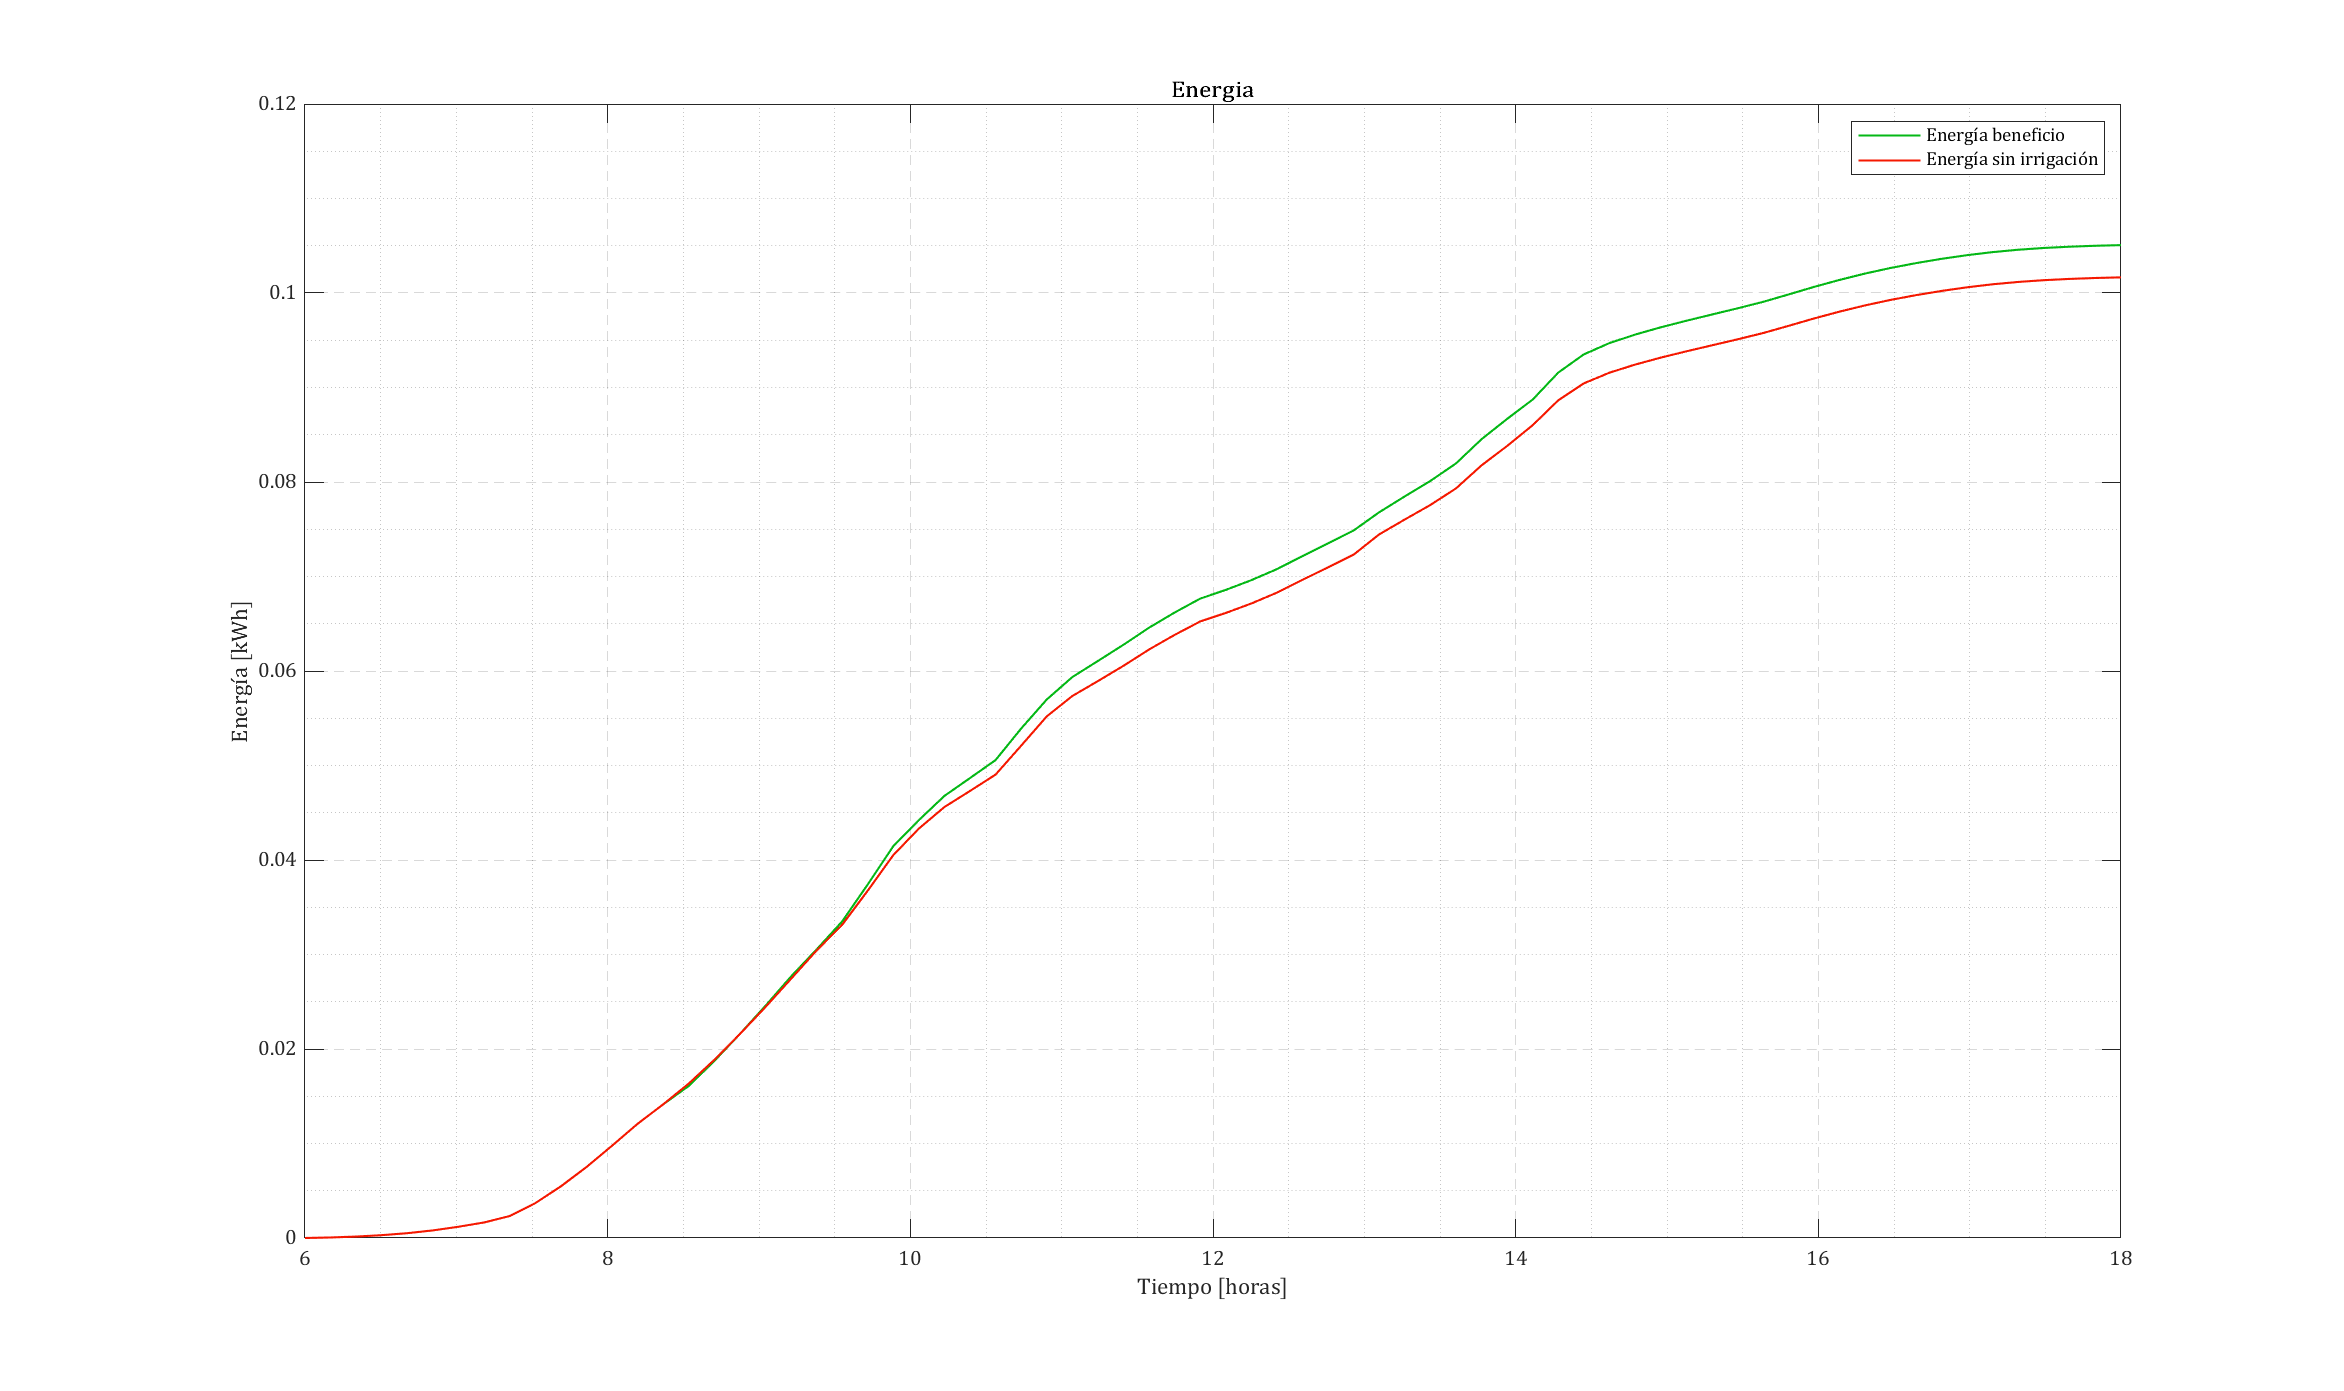 Energia
Energía beneficio
Energía sin irrigación
0.12
0.1
0.08
0.06
0.04
0.02
0
Energía [kWh]
6 8 10 12 14 16 18
Tiempo [horas]